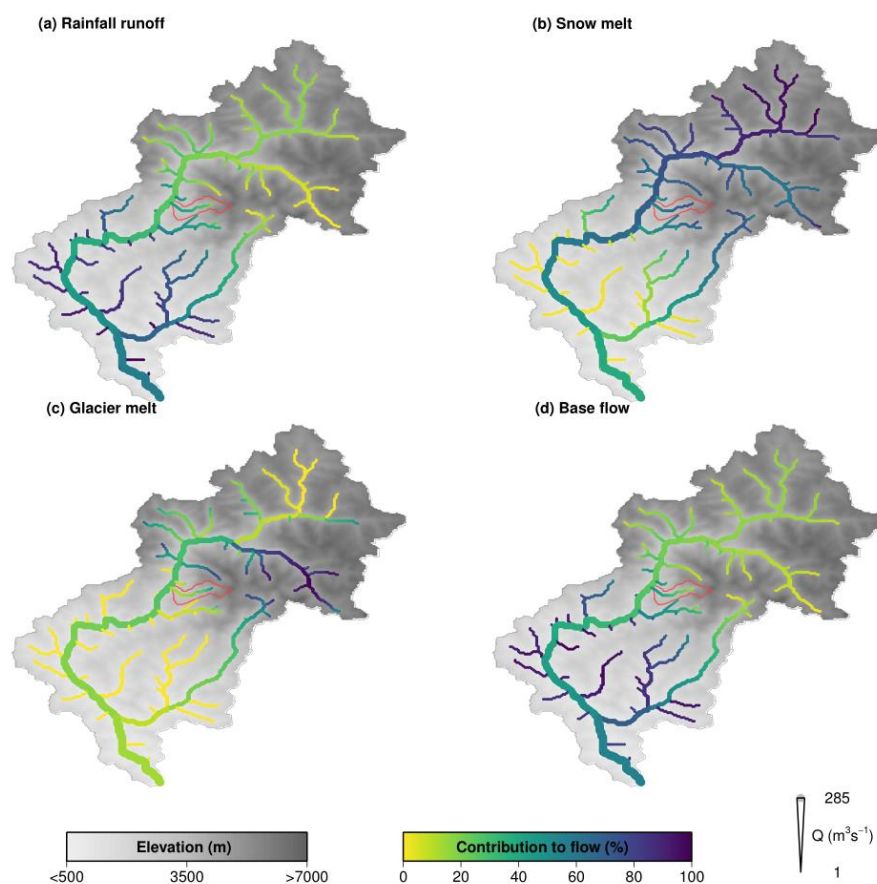 (a) Rainfall runoff
(b) Snow melt
(c) Glacier melt
(d) Base flow
285
Elevation (m)
Contribution to flow (%)
Q (m³s⁻¹)
<500 3500 >7000
0 20 40 60 80 100
1